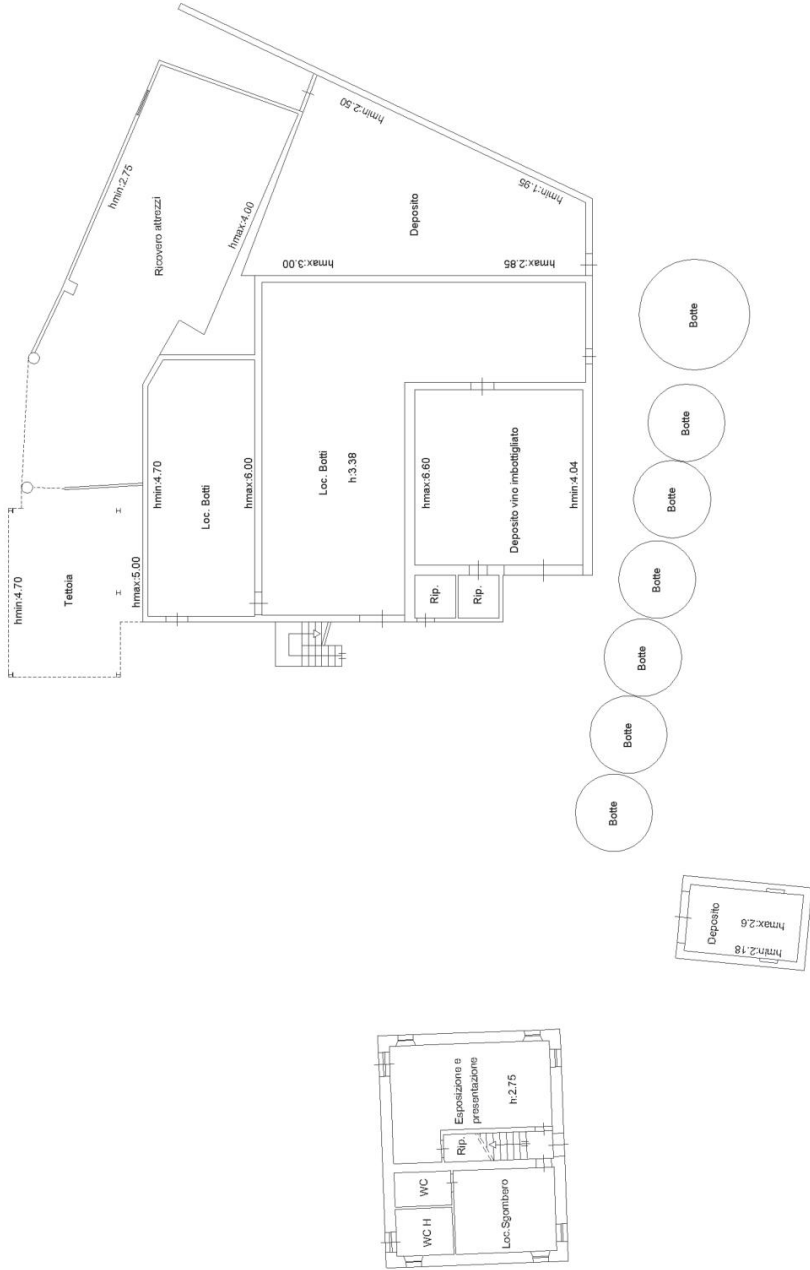 hmin:4.70
Tettoia
hmax:5.00
hmin:2.75
Ricovero attrezzi
hmax:4.00
hmin:4.70
Loc. Botti
hmax:6.00
hmin:2.50
Deposito
hmin:1.95
hmax:3.00
hmax:2.85
Loc. Botti
h:3.38
hmax:6.60
Deposito vino imbottigliato
hmin:4.04
Rip.
Rip.
Botte
Botte
Botte
Botte
Botte
Botte
Botte
Deposito
hmax:2.6
hmin:2.18
Esposizione e
presentazione
h:2.75
Rip.
WC
WC H
Loc.Sgombero